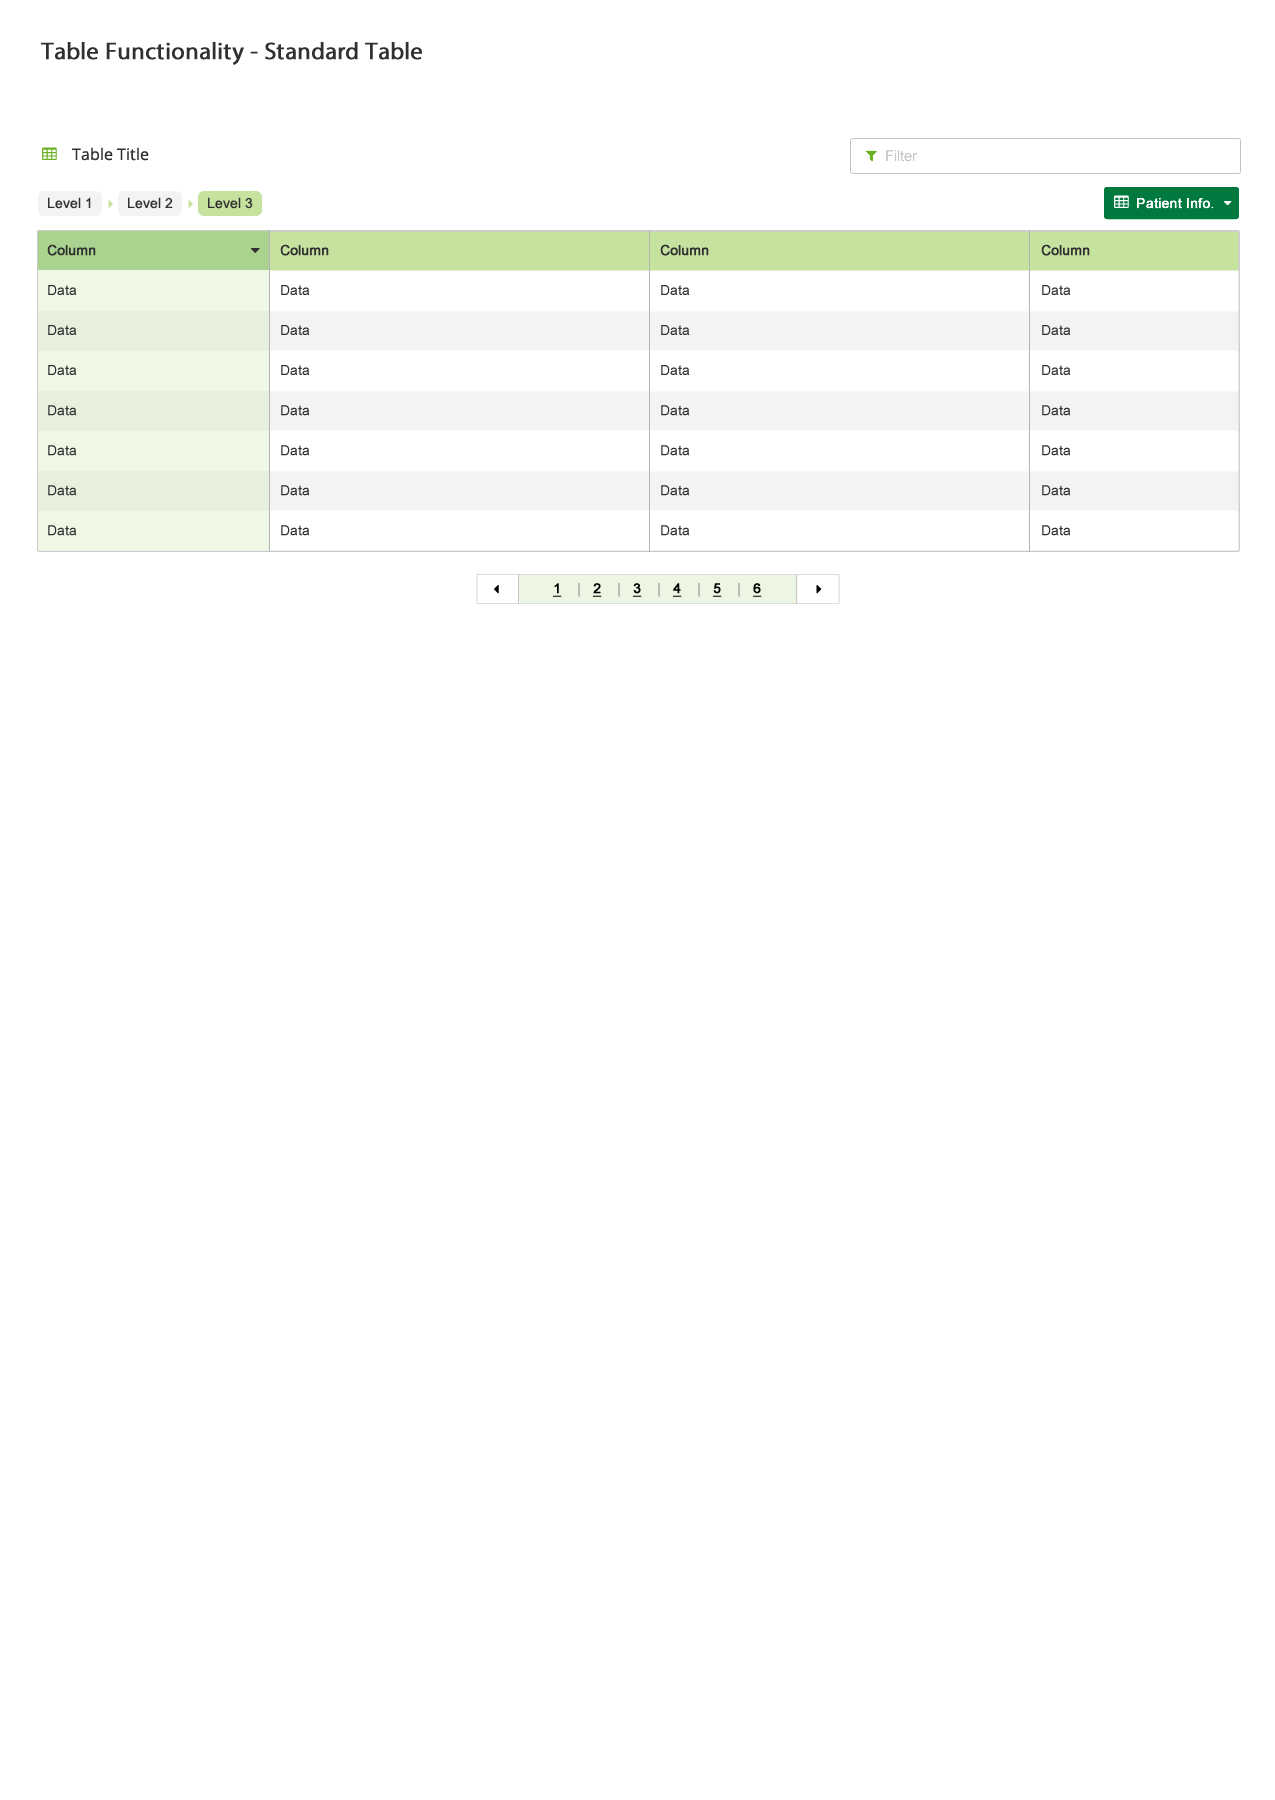 Table Functionality - Standard Table
Table Title
Filter
Level 1 Level 2 Level 3
Patient Info.
Column Column Column Column
Data Data Data Data
Data Data Data Data
Data Data Data Data
Data Data Data Data
Data Data Data Data
Data Data Data Data
Data Data Data Data
1 | 2 | 3 | 4 | 5 | 6